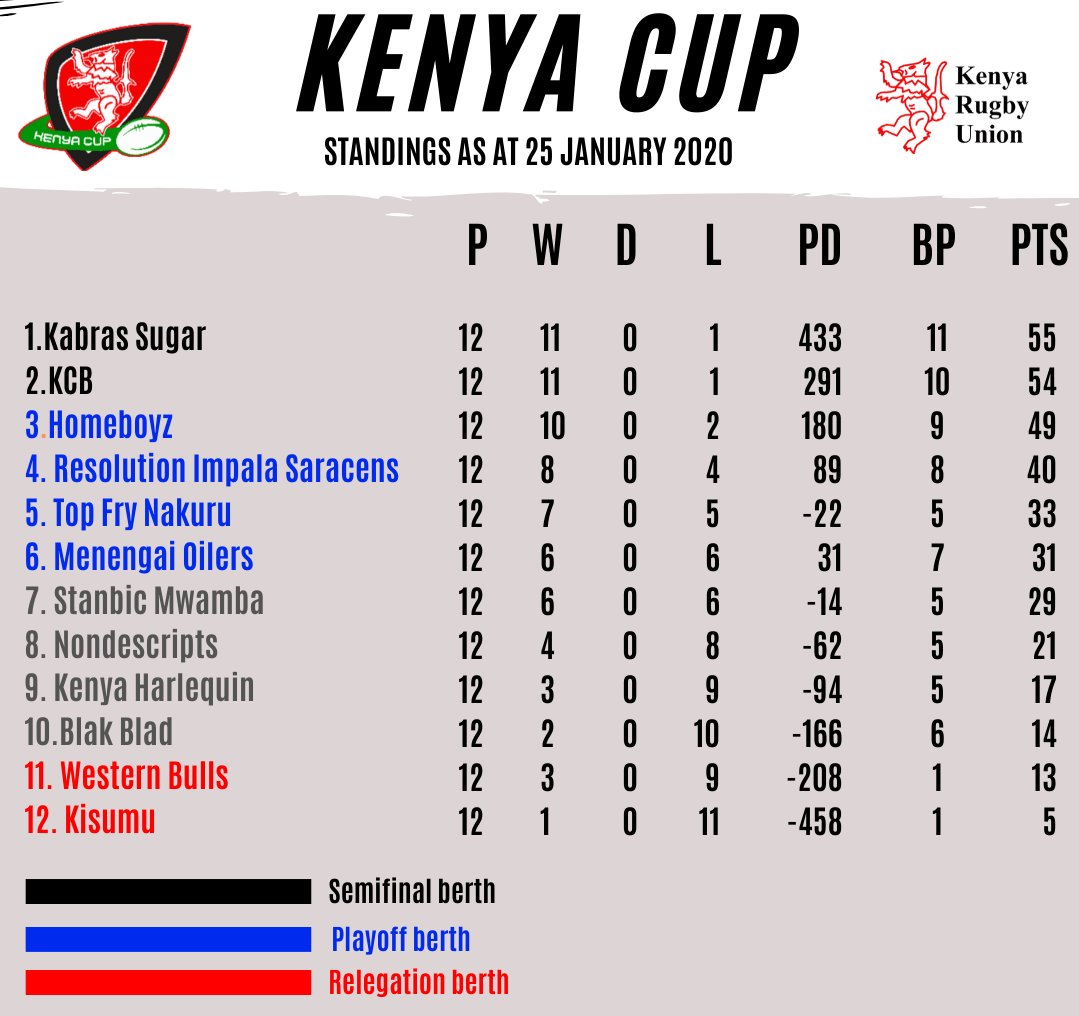 KENYA CUP
KENYA CUP
STANDINGS AS AT 25 JANUARY 2020
Kenya
Rugby
Union
P W D L PD BP PTS
1.Kabras Sugar 12 11 0 1 433 11 55
2.KCB 12 11 0 1 291 10 54
3.Homeboyz 12 10 0 2 180 9 49
4. Resolution Impala Saracens 12 8 0 4 89 8 40
5. Top Fry Nakuru 12 7 0 5 -22 5 33
6. Menengai Oilers 12 6 0 6 31 7 31
7. Stanbic Mwamba 12 6 0 6 -14 5 29
8. Nondescripts 12 4 0 8 -62 5 21
9. Kenya Harlequin 12 3 0 9 -94 5 17
10.Blak Blad 12 2 0 10 -166 6 14
11. Western Bulls 12 3 0 9 -208 1 13
12. Kisumu 12 1 0 11 -458 1 5
Semifinal berth
Playoff berth
Relegation berth